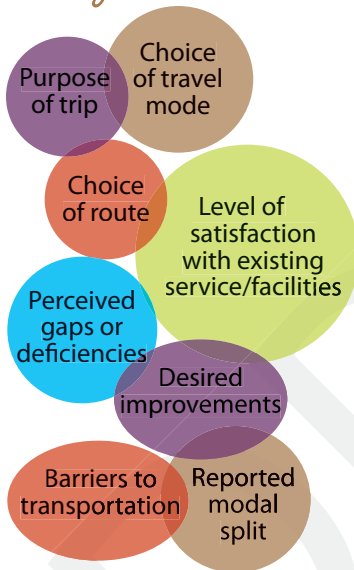 Purpose
of trip
Choice
of travel
mode
Choice
of route
Level of
satisfaction
with existing
service/facilities
Perceived
gaps or
deficiencies
Desired
improvements
Barriers to
transportation
Reported
modal
split